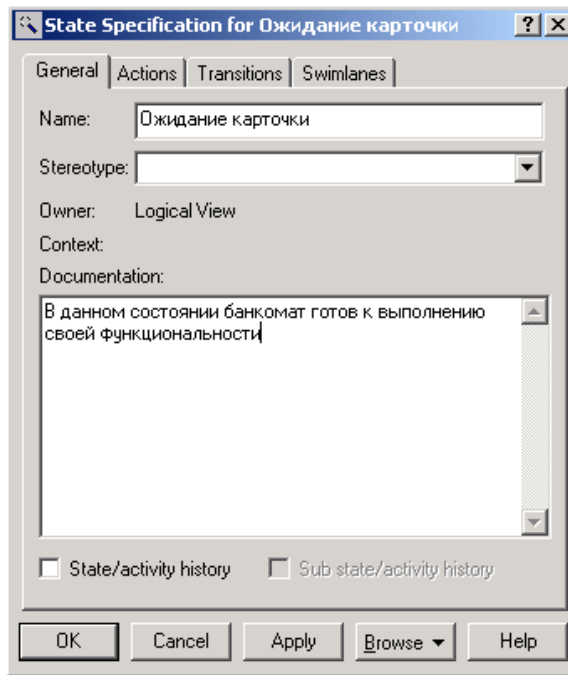 State Specification for Ожидание карточки
General Actions Transitions Swimlanes
Name: Ожидание карточки
Stereotype:
Owner: Logical View
Context:
Documentation:
В данном состоянии банкомат готов к выполнению
своей функциональности
State/activity history Sub state/activity history
OK Cancel Apply Browse Help